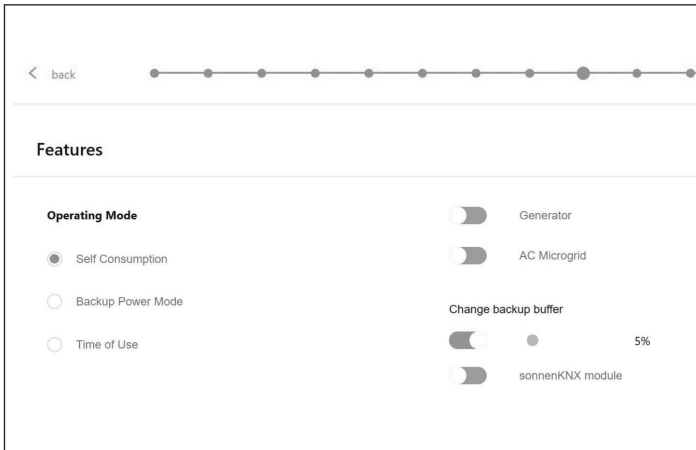 back
Features
Operating Mode
Self Consumption
Backup Power Mode
Time of Use
Generator
AC Microgrid
Change backup buffer
5%
sonnenKNX module